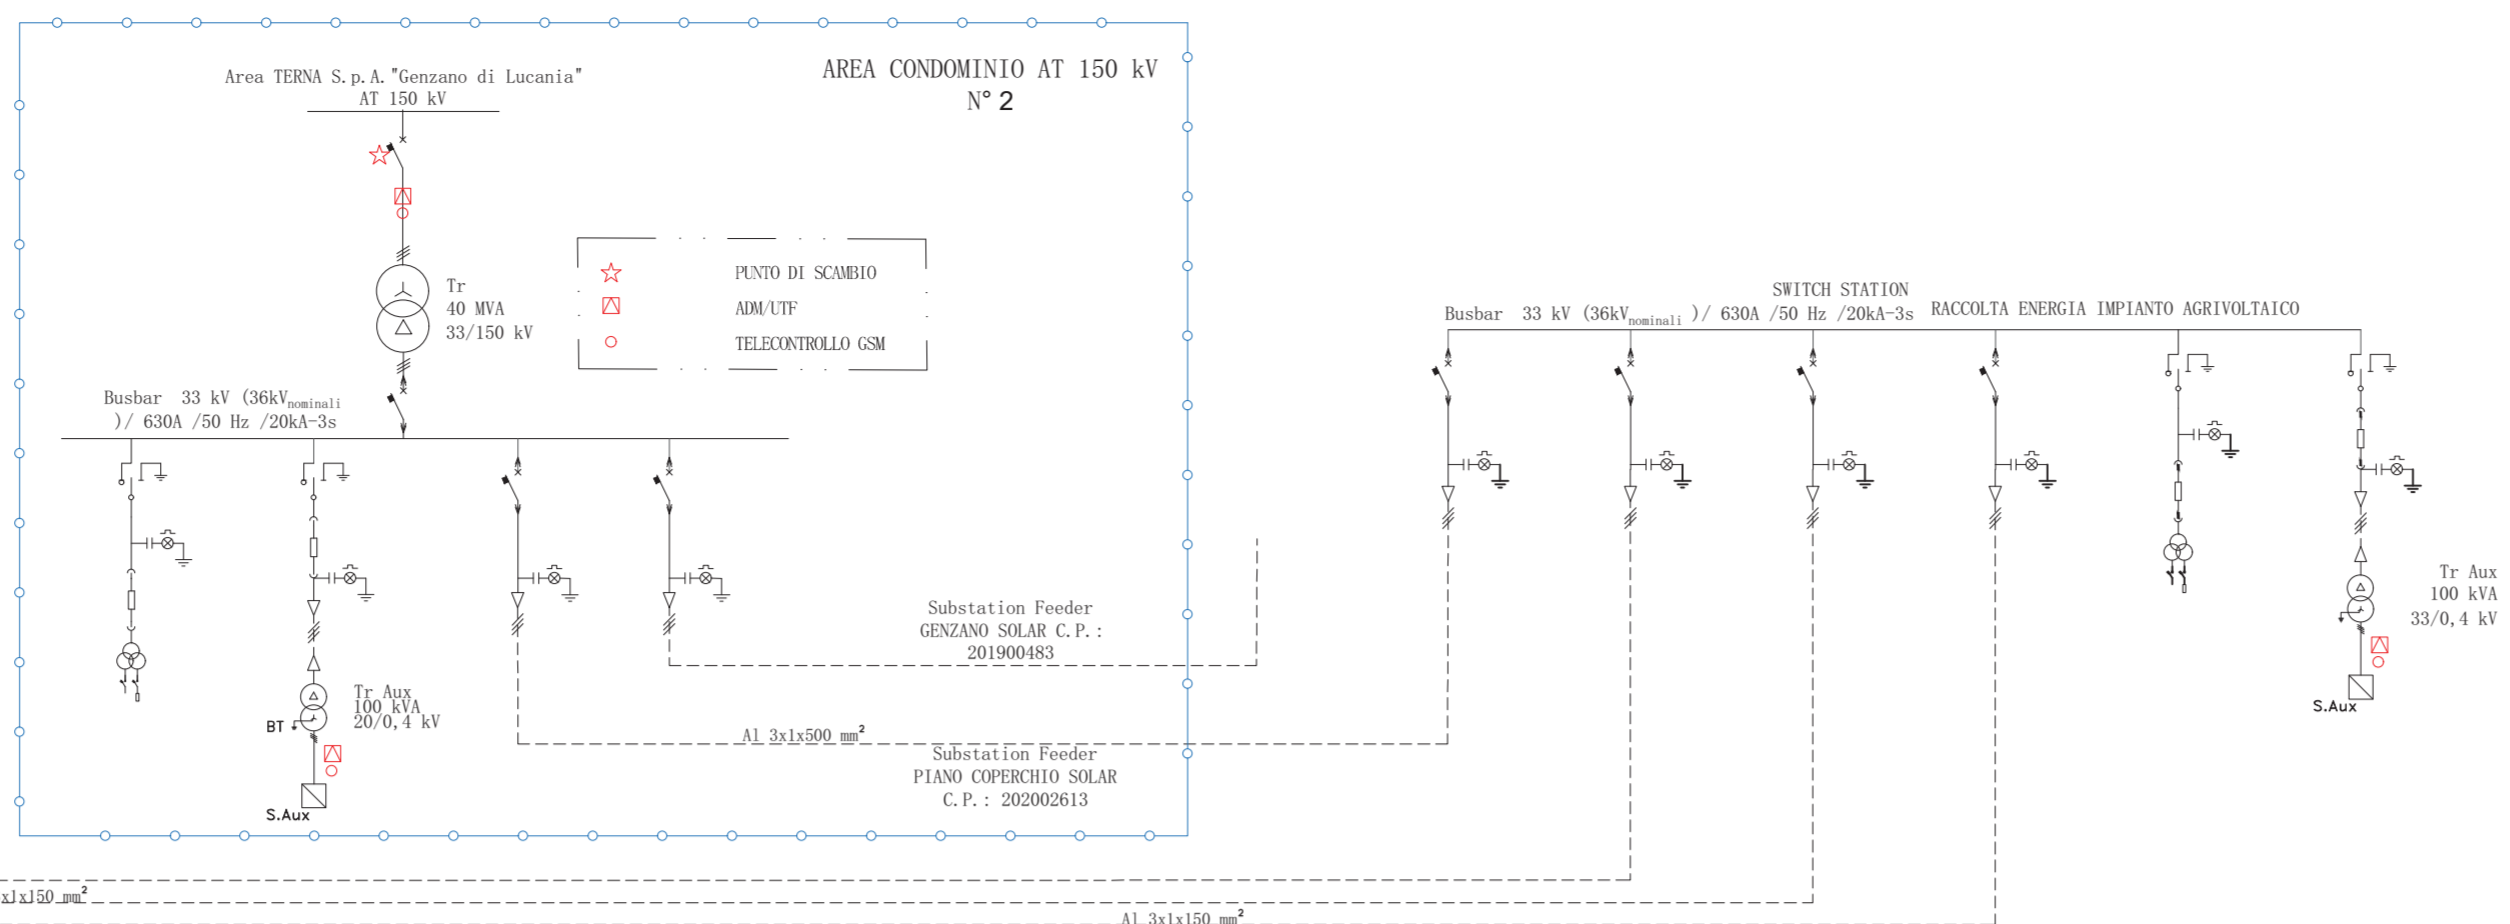 Area TERNA S.p.A."Genzano di Lucania"
AT 150 kV
AREA CONDOMINIO AT 150 kV
N° 2
Tr
40 MVA
33/150 kV
PUNTO DI SCAMBIO
ADM/UTF
TELECONTROLLO GSM
Busbar 33 kV (36kVnominali
)/ 630A /50 Hz /20kA-3s
Tr Aux
100 kVA
20/0,4 kV
BT
S.Aux
Substation Feeder
GENZANO SOLAR C.P.:
201900483
Al 3x1x500 mm²
Substation Feeder
PIANO COPERCHIO SOLAR
C.P.: 202002613
SWITCH STATION
Busbar 33 kV (36kVnominali )/ 630A /50 Hz /20kA-3s RACCOLTA ENERGIA IMPIANTO AGRIVOLTAICO
Tr Aux
100 kVA
33/0,4 kV
S.Aux
x1x150 mm²
Al 3x1x150 mm²